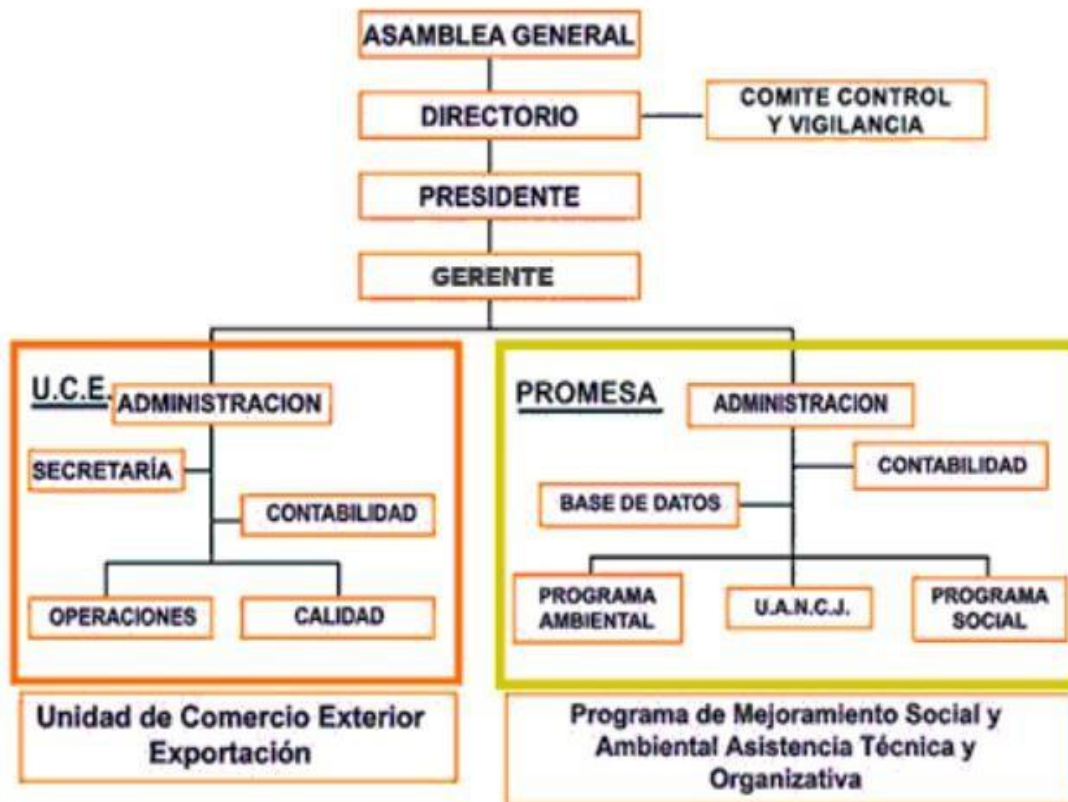 ASAMBLEA GENERAL
DIRECTORIO
COMITE CONTROL
Y VIGILANCIA
PRESIDENTE
GERENTE
U.C.E.
ADMINISTRACION
SECRETARÍA
CONTABILIDAD
OPERACIONES
CALIDAD
Unidad de Comercio Exterior
Exportación
PROMESA
ADMINISTRACION
CONTABILIDAD
BASE DE DATOS
PROGRAMA
AMBIENTAL
U.A.N.C.J.
PROGRAMA
SOCIAL
Programa de Mejoramiento Social y
Ambiental Asistencia Técnica y
Organizativa